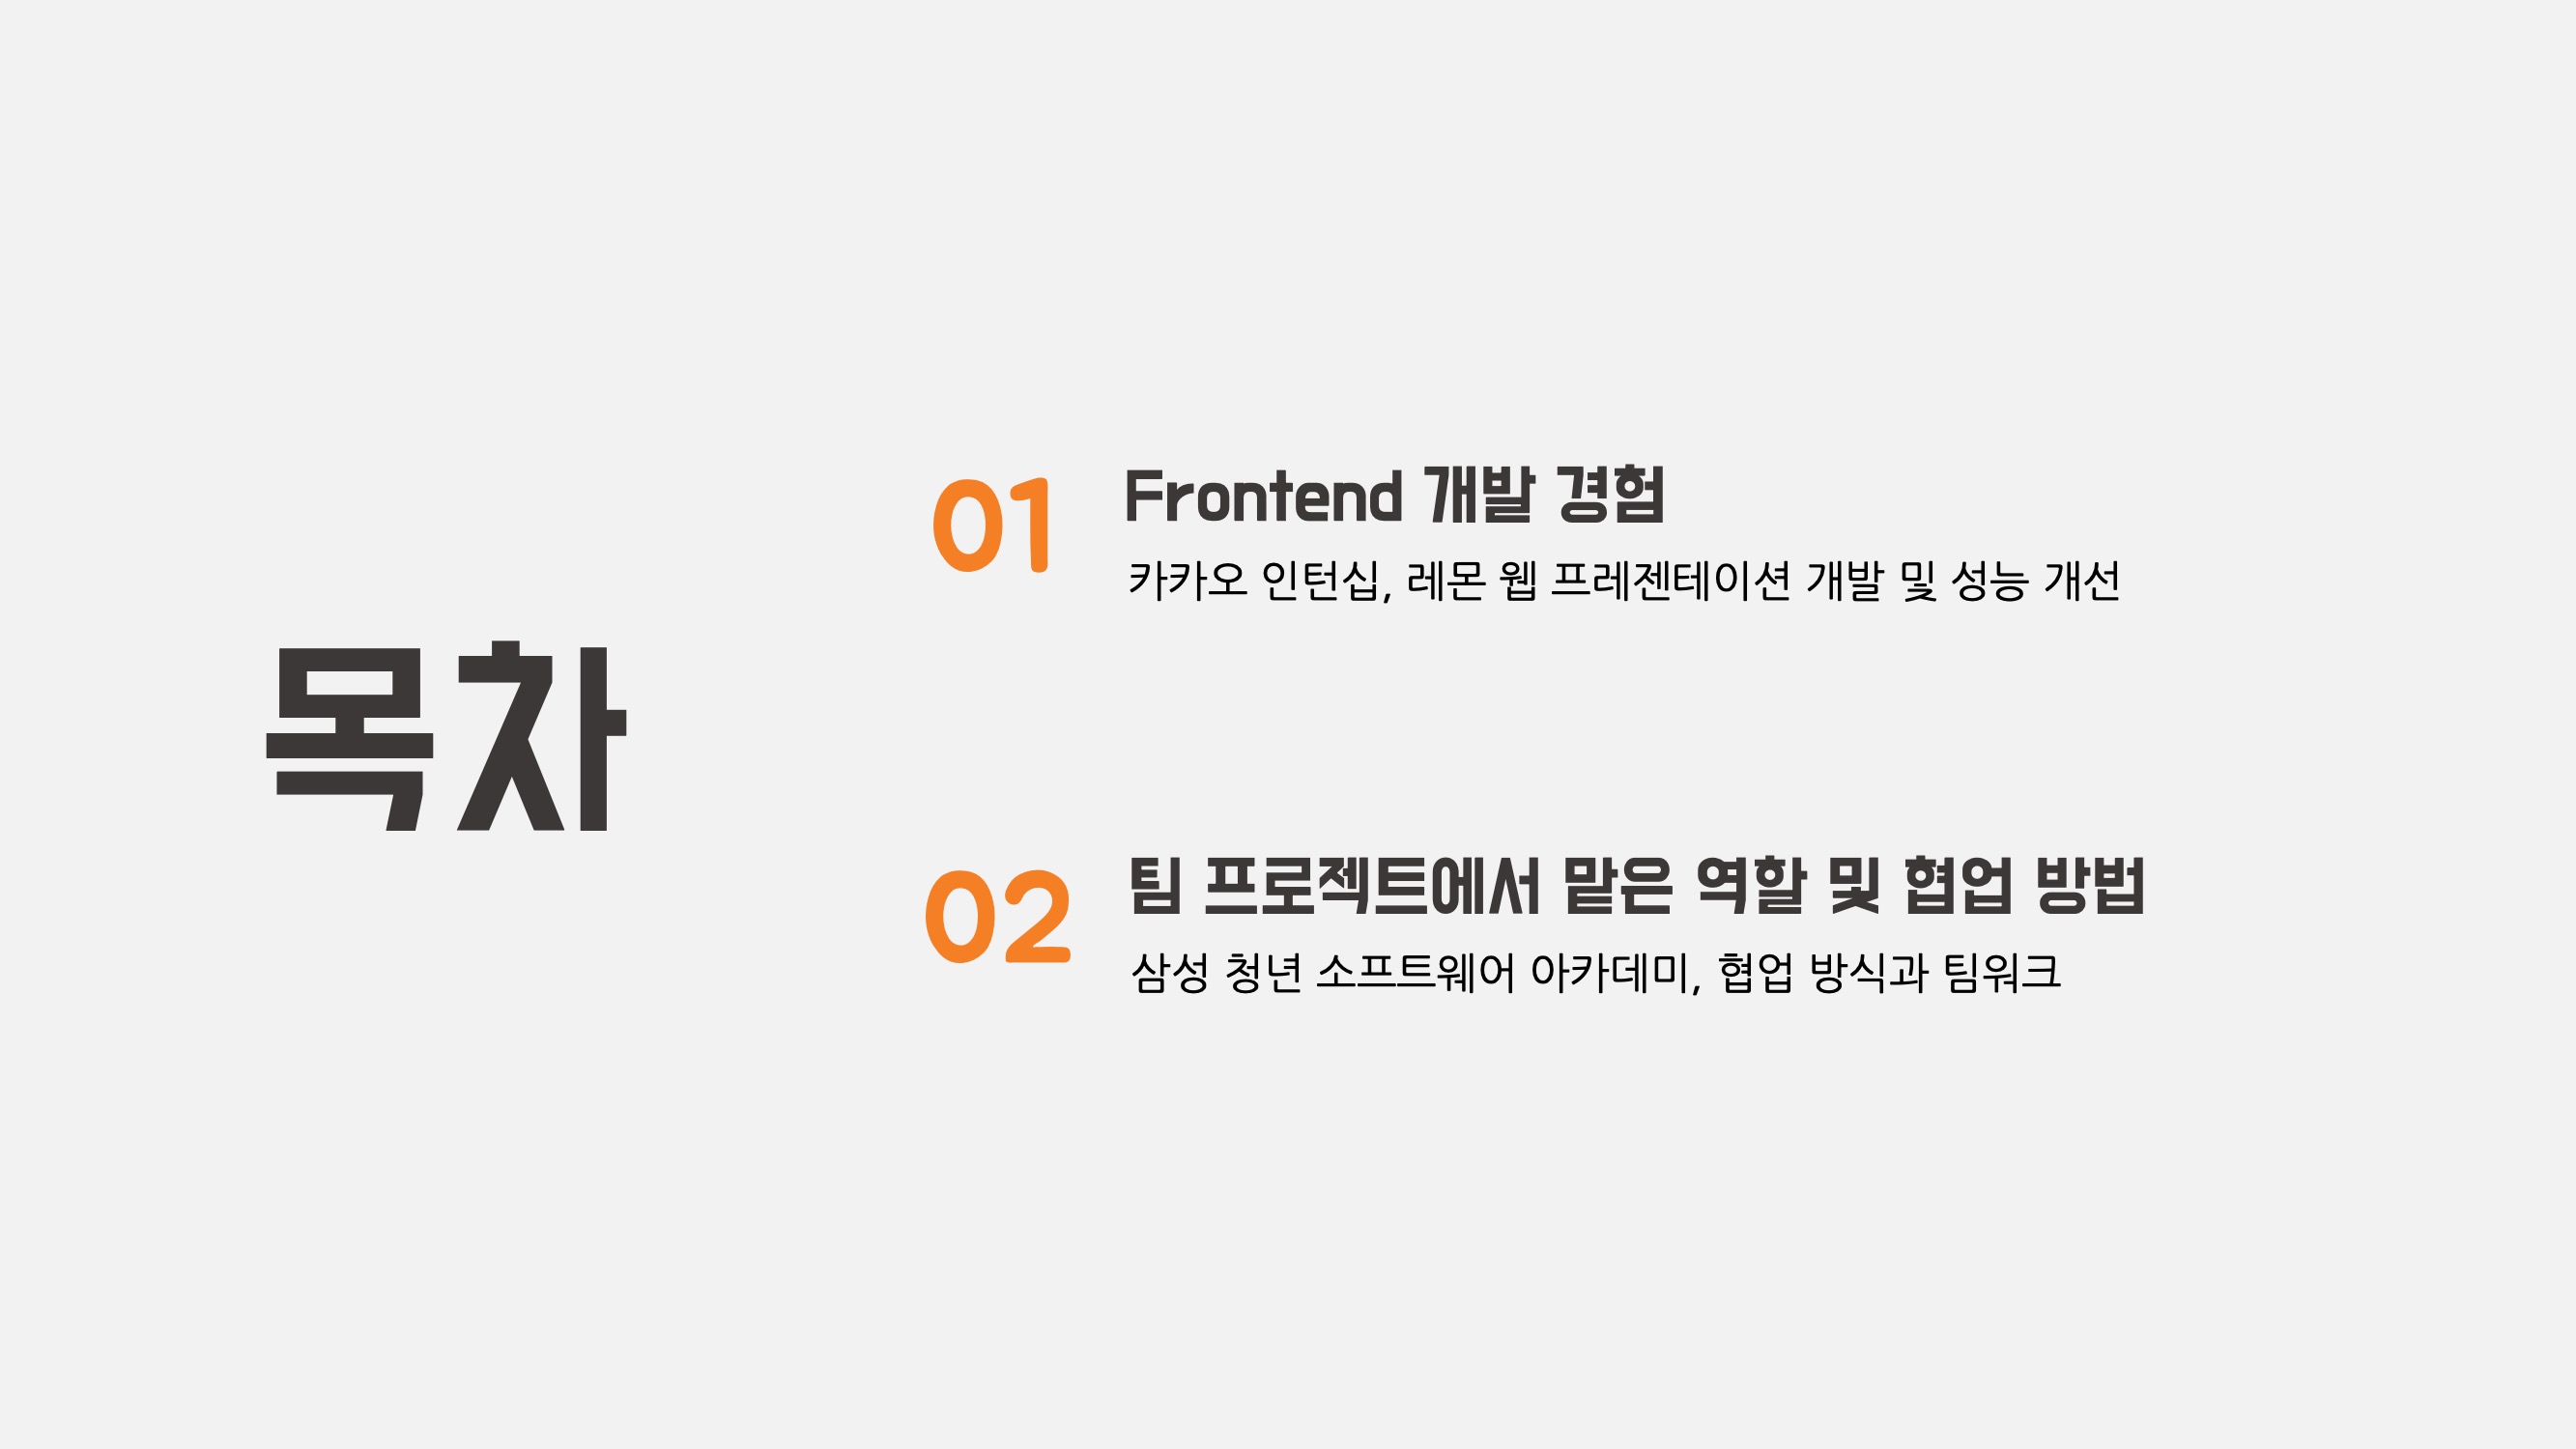 목차
01
Frontend 개발 경험
카카오 인턴십, 레몬 웹 프레젠테이션 개발 및 성능 개선
02
팀 프로젝트에서 맡은 역할 및 협업 방법
삼성 청년 소프트웨어 아카데미, 협업 방식과 팀워크